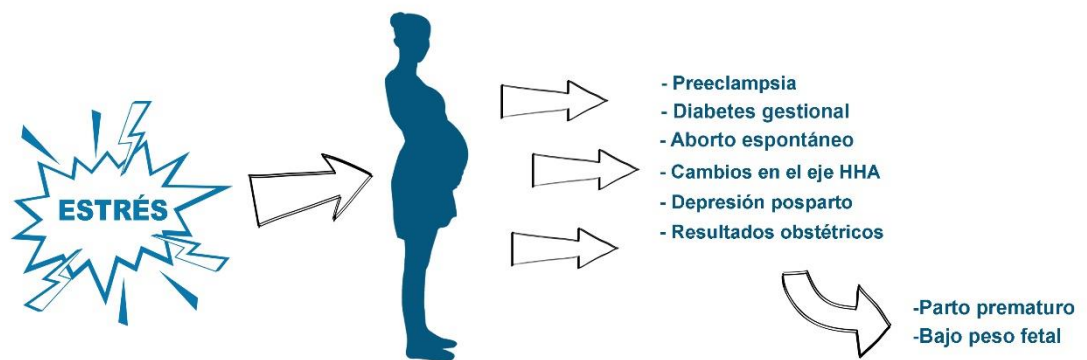 ESTRÉS
- Preeclampsia
- Diabetes gestional
- Aborto espontáneo
- Cambios en el eje HHA
- Depresión posparto
- Resultados obstétricos
-Parto prematuro
-Bajo peso fetal